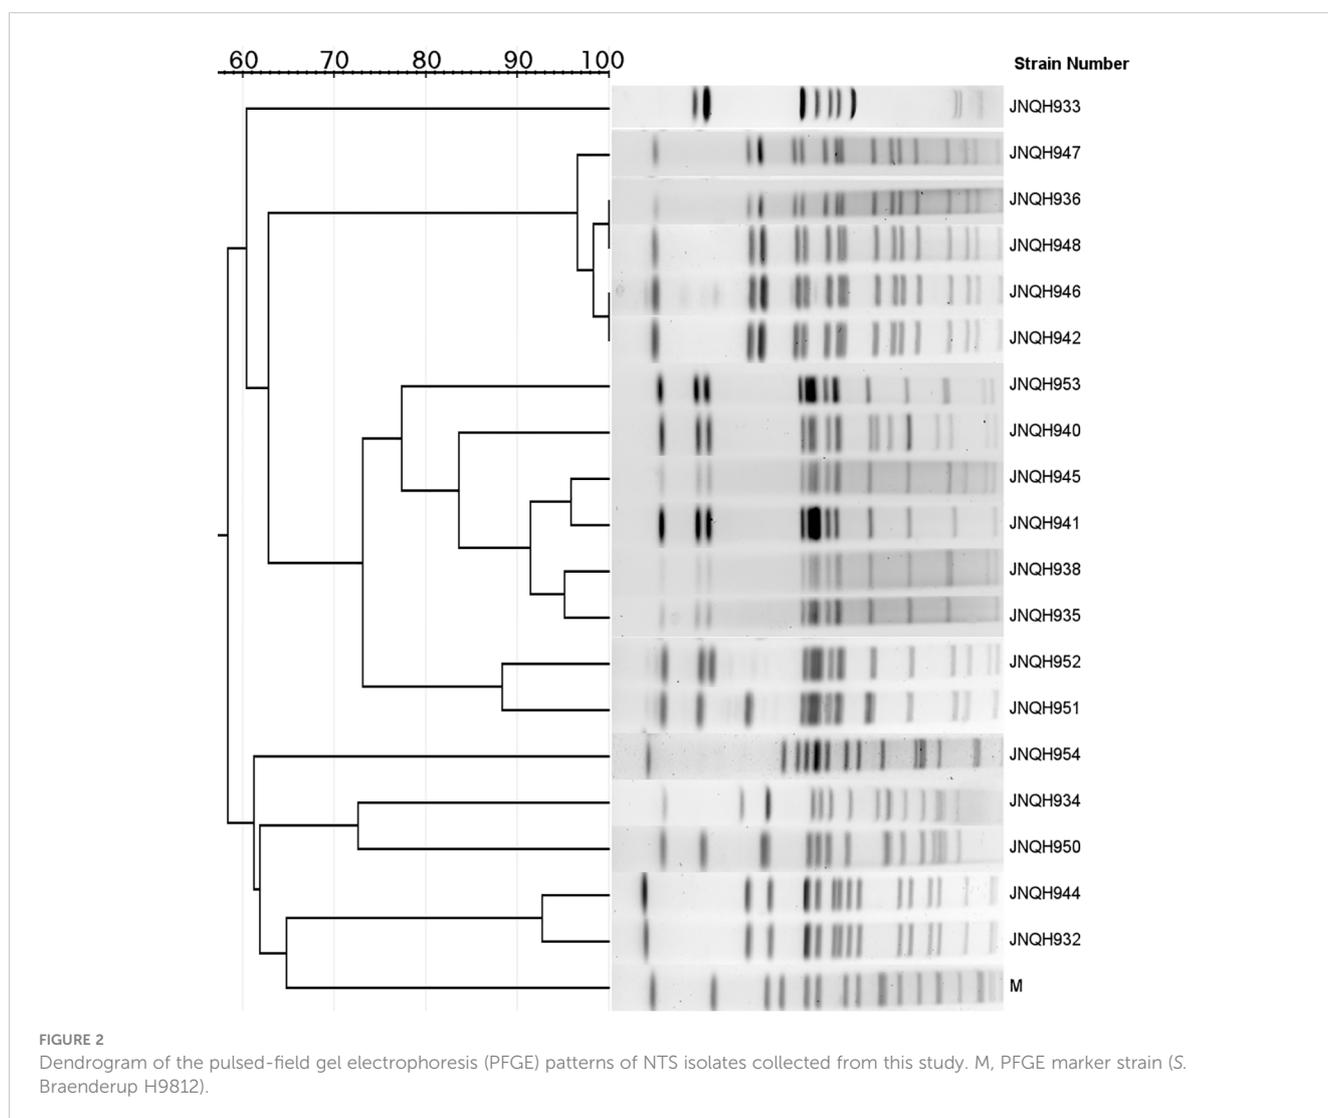 60 70 80 90 100
Strain Number
JNQH933
JNQH947
JNQH936
JNQH948
JNQH946
JNQH942
JNQH953
JNQH940
JNQH945
JNQH941
JNQH938
JNQH935
JNQH952
JNQH951
JNQH954
JNQH934
JNQH950
JNQH944
JNQH932
M
FIGURE 2
Dendrogram of the pulsed-field gel electrophoresis (PFGE) patterns of NTS isolates collected from this study. M, PFGE marker strain (S.
Braenderup H9812).